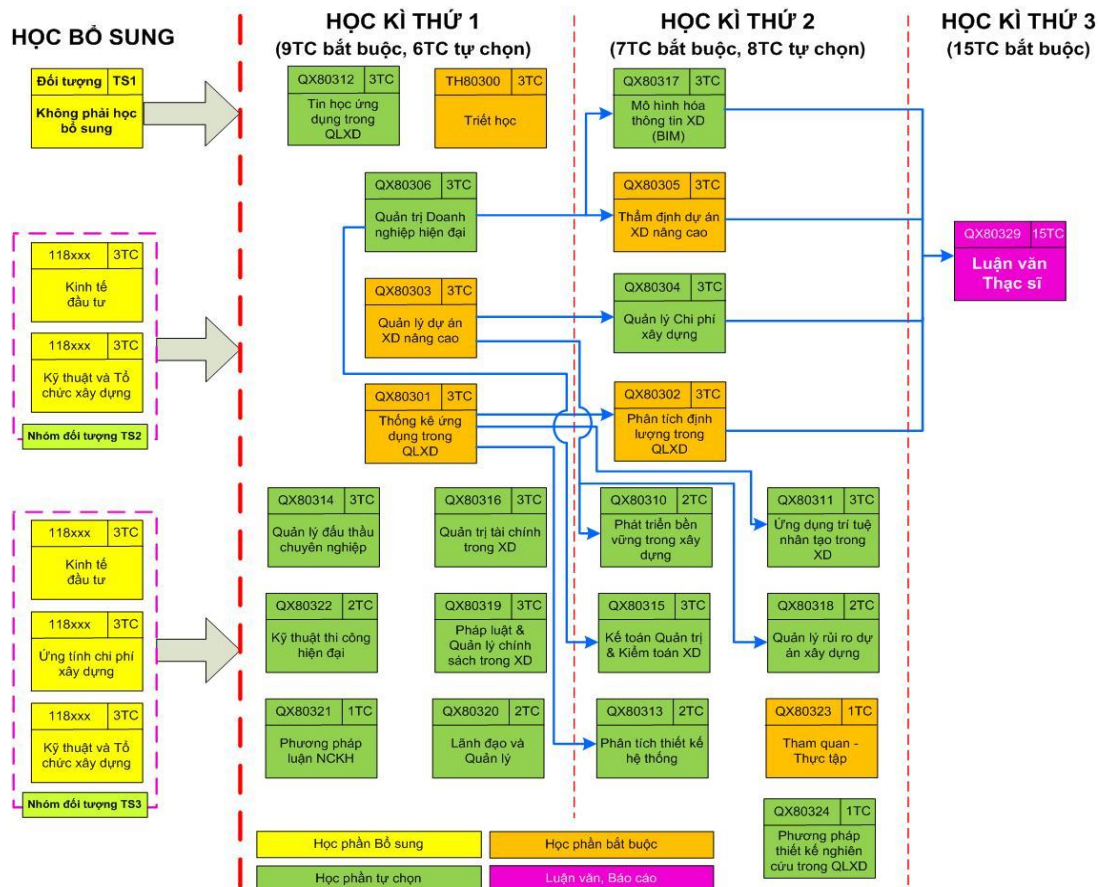 HỌC BỔ SUNG
HỌC KÌ THỨ 1
(9TC bắt buộc, 6TC tự chọn)
HỌC KÌ THỨ 2
(7TC bắt buộc, 8TC tự chọn)
HỌC KÌ THỨ 3
(15TC bắt buộc)
Đối tượng TS1
Không phải học
bổ sung
QX80312 3TC
Tin học ứng
dụng trong
QLXD
TH80300 3TC
Triết học
QX80317 3TC
Mô hình hóa
thông tin XD
(BIM)
QX80306 3TC
Quản trị Doanh
nghiệp hiện đại
QX80305 3TC
Thẩm định dự án
XD nâng cao
QX80329 15TC
Luận văn
Thạc sĩ
118xxx 3TC
Kinh tế
đầu tư
118xxx 3TC
Kỹ thuật và Tổ
chức xây dựng
Nhóm đối tượng TS2
QX80303 3TC
Quản lý dự án
XD nâng cao
QX80304 3TC
Quản lý Chi phí
xây dựng
QX80301 3TC
Thống kê ứng
dụng trong
QLXD
QX80302 3TC
Phân tích định
lượng trong
QLXD
118xxx 3TC
Kinh tế
đầu tư
118xxx 3TC
Ứng tính chi phí
xây dựng
118xxx 3TC
Kỹ thuật và Tổ
chức xây dựng
Nhóm đối tượng TS3
QX80314 3TC
Quản lý đấu thầu
chuyên nghiệp
QX80316 3TC
Quản trị tài chính
trong XD
QX80310 2TC
Phát triển bền
vững trong xây
dựng
QX80311 3TC
Ứng dụng trí tuệ
nhân tạo trong
XD
QX80322 2TC
Kỹ thuật thi công
hiện đại
QX80319 3TC
Pháp luật &
Quản lý chính
sách trong XD
QX80315 3TC
Kế toán Quản trị
& Kiểm toán XD
QX80318 2TC
Quản lý rủi ro dự
án xây dựng
QX80321 1TC
Phương pháp
luận NCKH
QX80320 2TC
Lãnh đạo và
Quản lý
QX80313 2TC
Phân tích thiết kế
hệ thống
QX80323 1TC
Tham quan -
Thực tập
QX80324 1TC
Phương pháp
thiết kế nghiên
cứu trong QLXD
Học phần Bổ sung
Học phần bắt buộc
Học phần tự chọn
Luận văn, Báo cáo